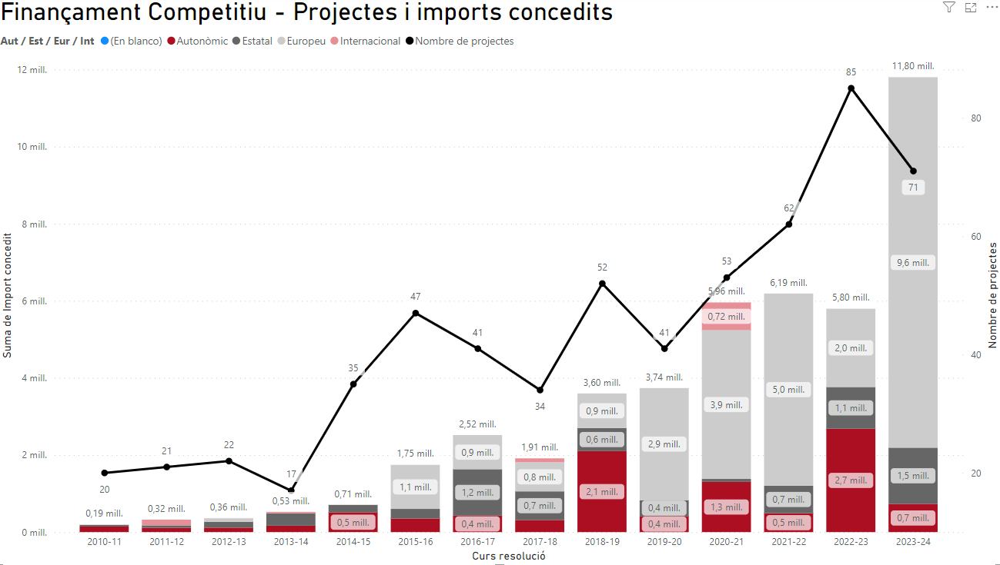 Finançament Competitiu - Projectes i imports concedits
Aut / Est / Eur / Int (En blanco) Autonòmic Estatal Europeu Internacional Nombre de projectes
12 mill.
10 mill.
8 mill.
6 mill.
4 mill.
2 mill.
0 mill.
Suma de Import concedit
80
60
40
20
Nombre de projectes
20
0,19 mill.
21
0,32 mill.
22
0,36 mill.
17
0,53 mill.
35
0,71 mill.
0,5 mill.
47
1,75 mill.
1,1 mill.
41
2,52 mill.
0,9 mill.
1,2 mill.
0,4 mill.
34
1,91 mill.
0,8 mill.
0,7 mill.
52
3,60 mill.
0,9 mill.
0,6 mill.
2,1 mill.
41
3,74 mill.
2,9 mill.
0,4 mill.
0,4 mill.
53
5,96 mill.
0,72 mill.
3,9 mill.
1,3 mill.
62
6,19 mill.
5,0 mill.
0,7 mill.
0,5 mill.
85
5,80 mill.
2,0 mill.
1,1 mill.
2,7 mill.
11,80 mill.
71
9,6 mill.
1,5 mill.
0,7 mill.
2010-11 2011-12 2012-13 2013-14 2014-15 2015-16 2016-17 2017-18 2018-19 2019-20 2020-21 2021-22 2022-23 2023-24
Curs resolució